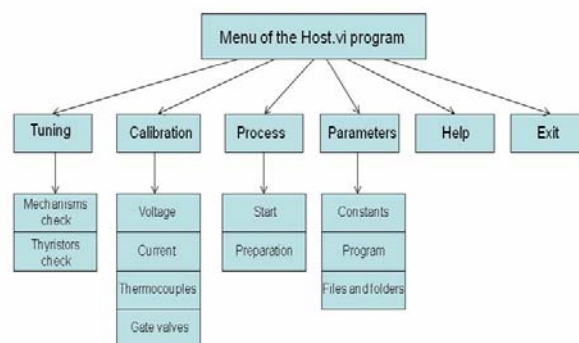 Menu of the Host.vi program
Tuning
Calibration
Process
Parameters
Help
Exit
Mechanisms
check
Thyristors
check
Voltage
Current
Thermocouples
Gate valves
Start
Preparation
Constants
Program
Files and folders